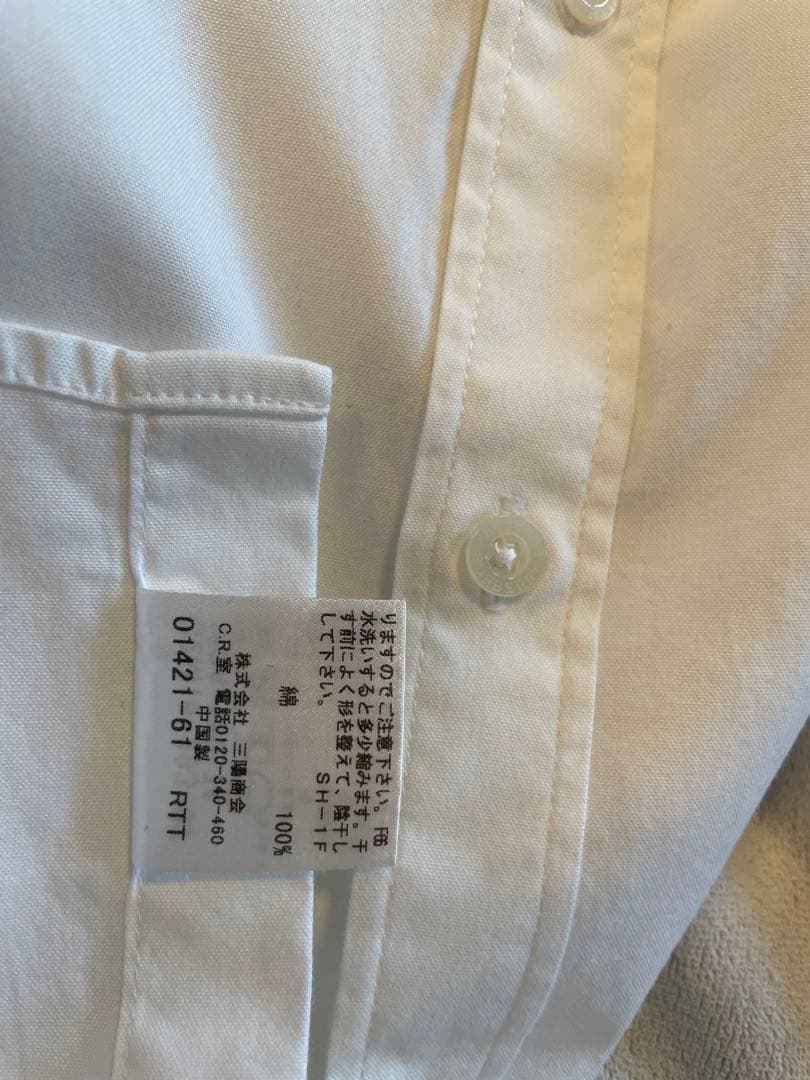 りますのでご注意下さい。 F66
水洗いすると多少縮みます。干
す前によく形を整えて、陰干し
して下さい。 SH-1F
綿 100%
株式会社 三陽商会
C.R.室 電話0120-340-460
中国製
01421-61 RTT